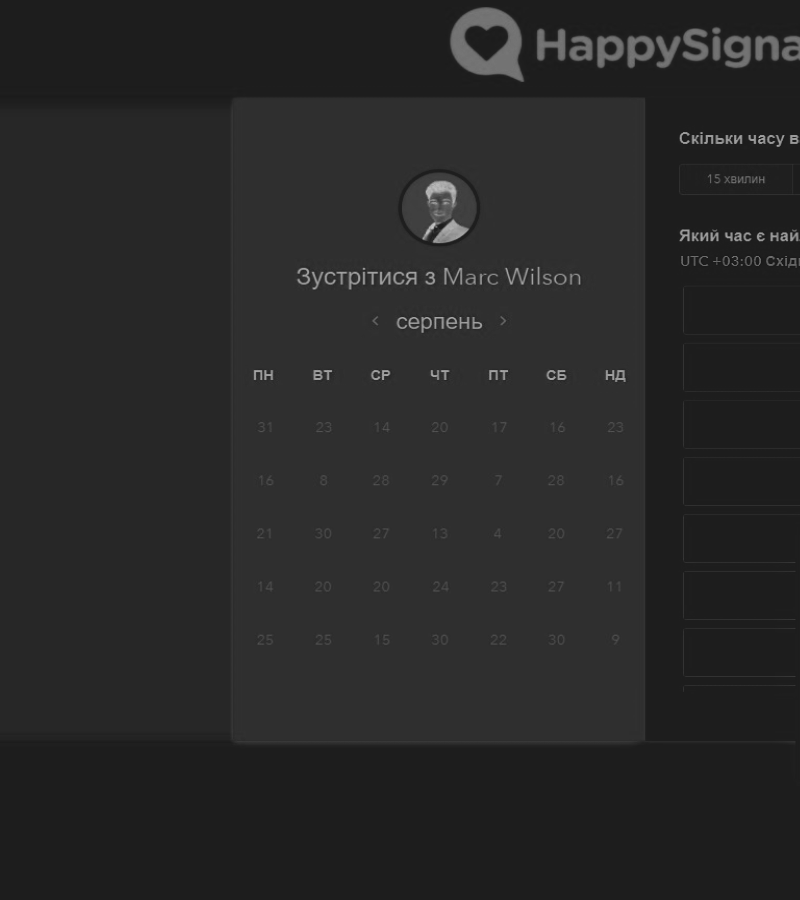 HappySigna
Зустрітися з Marc Wilson
серпень
ПН ВТ СР ЧТ ПТ СБ НД
31 23 14 20 17 16 23
16 8 28 29 7 28 16
21 30 27 13 4 20 27
14 20 20 24 23 27 11
25 25 15 30 22 30 9
Скільки часу в
15 хвилин
Який час є най
UTC +03:00 Схід